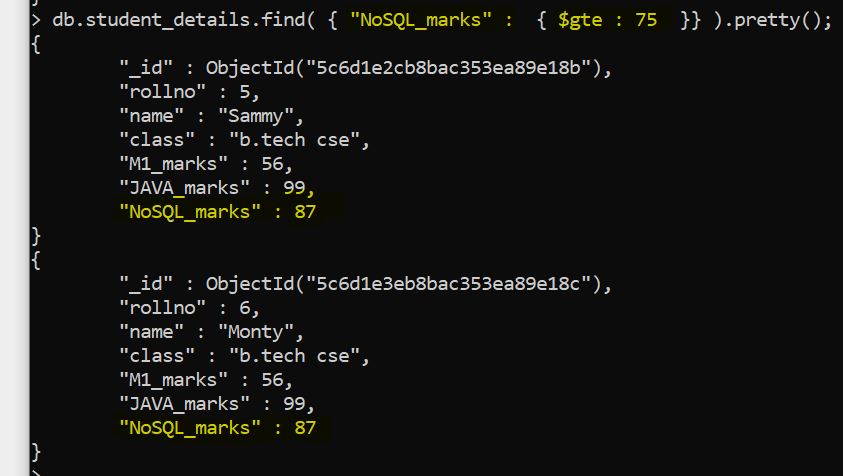 }
> db.student_details.find( { "NoSQL_marks" :  { $gte : 75  }} ).pretty();
{
        "_id" : ObjectId("5c6d1e2cb8bac353ea89e18b"),
        "rollno" : 5,
        "name" : "Sammy",
        "class" : "b.tech cse",
        "M1_marks" : 56,
        "JAVA_marks" : 99,
        "NoSQL_marks" : 87
}
{
        "_id" : ObjectId("5c6d1e3eb8bac353ea89e18c"),
        "rollno" : 6,
        "name" : "Monty",
        "class" : "b.tech cse",
        "M1_marks" : 56,
        "JAVA_marks" : 99,
        "NoSQL_marks" : 87
}
>